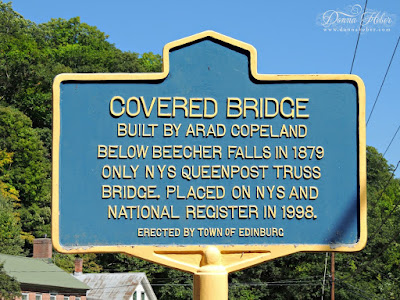 Donna Heber
COVERED BRIDGE
BUILT BY ARAD COPELAND
BELOW BEECHER FALLS IN 1879
ONLY NYS QUEENPOST TRUSS
BRIDGE. PLACED ON NYS AND
NATIONAL REGISTER IN 1998.
ERECTED BY TOWN OF EDINBURG